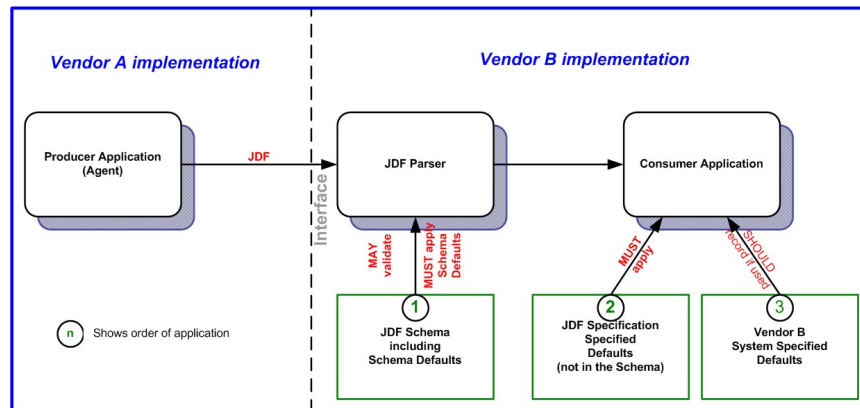 Vendor A implementation
Vendor B implementation
Producer Application
(Agent)
JDF
Interface
JDF Parser
Consumer Application
MAY
validate
MUST apply
Schema
Defaults
MUST
apply
SHOULD
record if used
n
Shows order of application
1
JDF Schema
including
Schema Defaults
2
JDF Specification
Specified
Defaults
(not in the Schema)
3
Vendor B
System Specified
Defaults